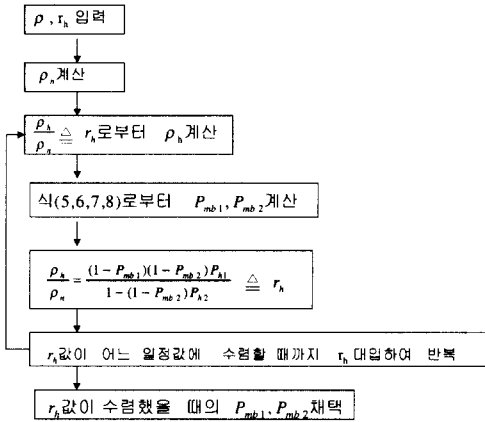 ρ , r_h 입력
ρ_n 계산
ρ_h/ρ_n ≜ r_h로부터 ρ_h 계산
식(5,6,7,8)로부터 P_mb1, P_mb2 계산
ρ_h/ρ_n = (1-P_mb1)(1-P_mb2)P_h1 / 1-(1-P_mb2)P_h2 ≜ r_h
r_h값이 어느 일정값에 수렴할 때까지 r_h 대입하여 반복
r_h값이 수렴했을 때의 P_mb1, P_mb2 채택